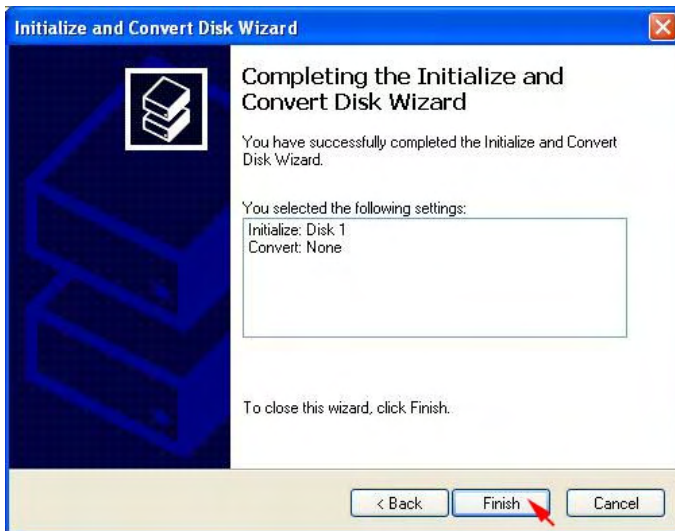 Initialize and Convert Disk Wizard
Completing the Initialize and
Convert Disk Wizard
You have successfully completed the Initialize and Convert
Disk Wizard.
You selected the following settings:
Initialize: Disk 1
Convert: None
To close this wizard, click Finish.
< Back Finish Cancel